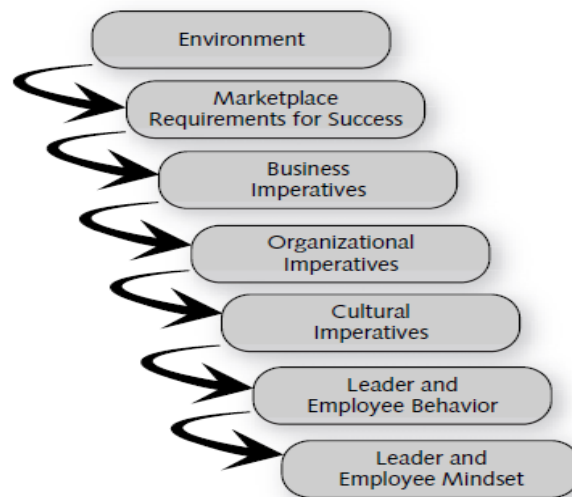 Environment
Marketplace
Requirements for Success
Business
Imperatives
Organizational
Imperatives
Cultural
Imperatives
Leader and
Employee Behavior
Leader and
Employee Mindset